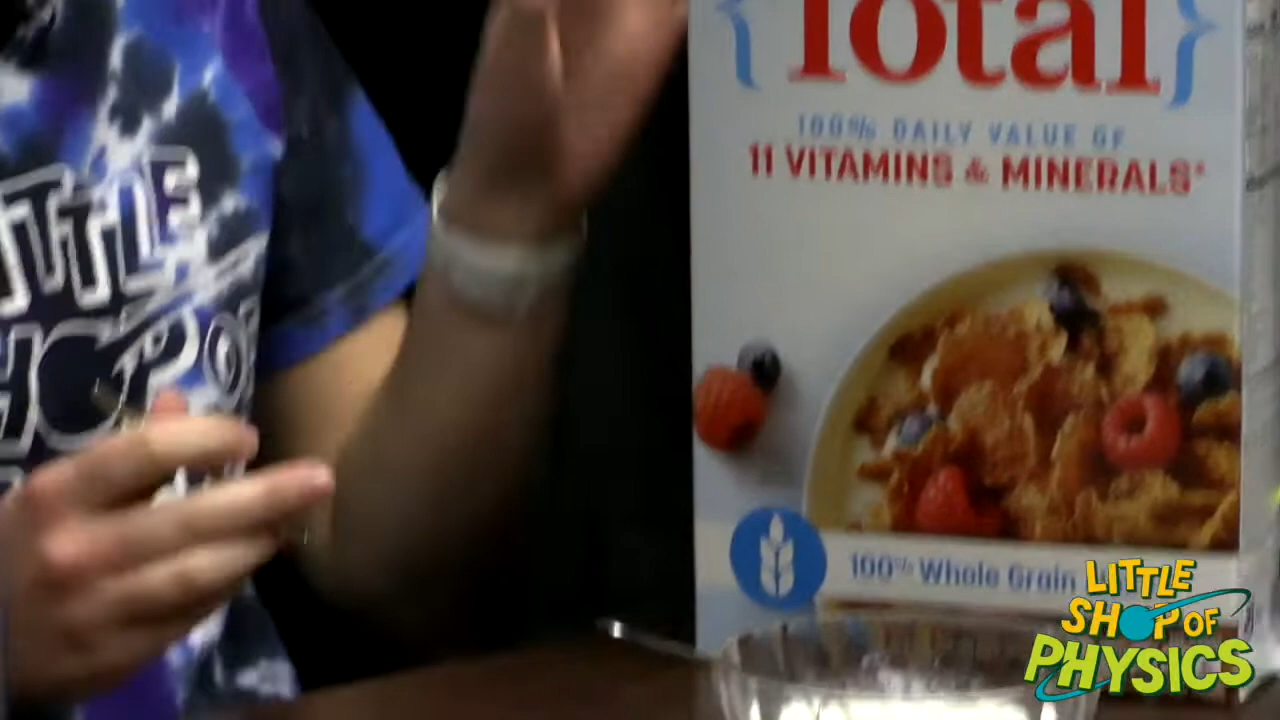 {Total}
100% DAILY VALUE OF
11 VITAMINS & MINERALS*
100% Whole Grain
LITTLE
SHOP OF
PHYSICS